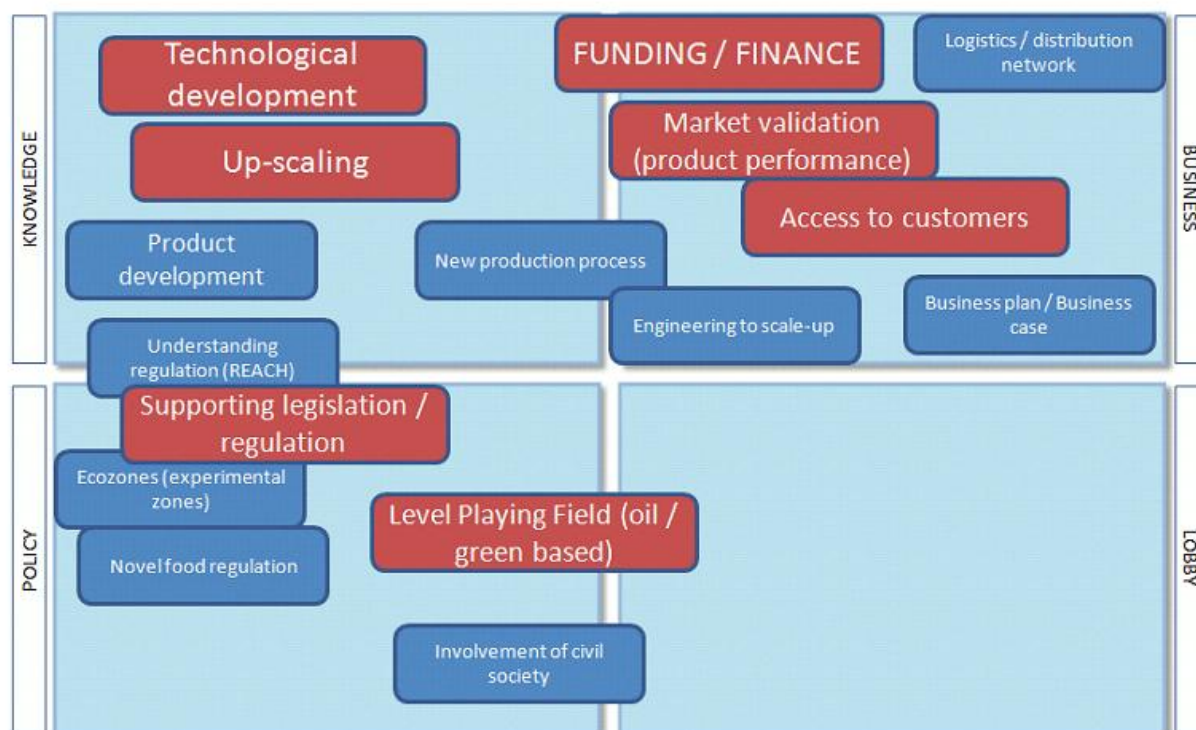 KNOWLEDGE
Technological
development
Up-scaling
Product
development
New production process
Understanding
regulation (REACH)
FUNDING / FINANCE
Logistics / distribution
network
Market validation
(product performance)
Access to customers
Engineering to scale-up
Business plan / Business
case
BUSINESS
POLICY
Supporting legislation /
regulation
Ecozones (experimental
zones)
Novel food regulation
Level Playing Field (oil /
green based)
Involvement of civil
society
LOBBY